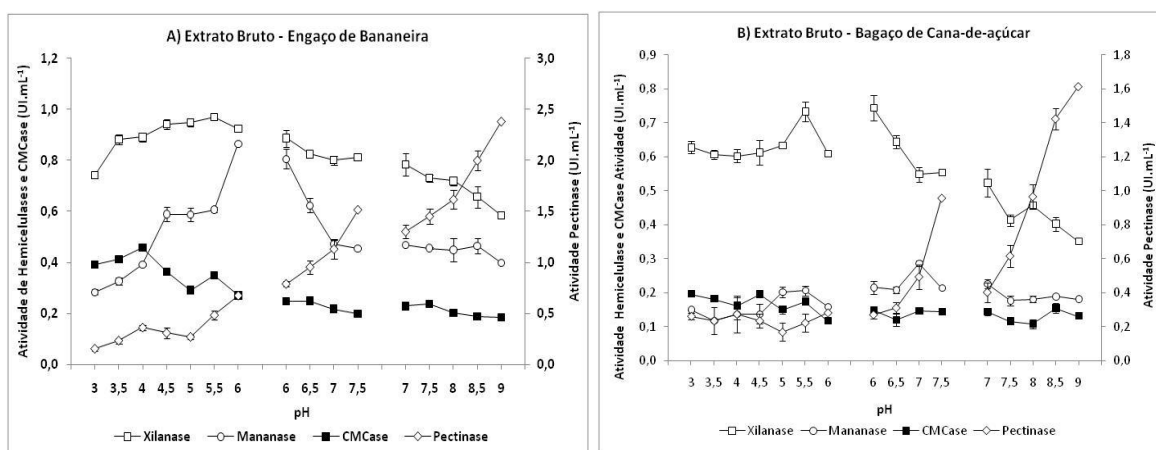 A) Extrato Bruto - Engaço de Bananeira
Atividade de Hemicelulases e CMCase (UI.mL-1)
1,2
1,0
0,8
0,6
0,4
0,2
0,0
3,0
2,5
2,0
1,5
1,0
0,5
0,0
Atividade Pectinase (UI.mL-1)
3 3,5 4 4,5 5 5,5 6 6 6,5 7 7,5 7 7,5 8 8,5 9
pH
Xilanase Mananase CMCase Pectinase
B) Extrato Bruto - Bagaço de Cana-de-açúcar
Atividade Hemicelulase e CMCase Atividade (UI.mL-1)
0,9
0,8
0,7
0,6
0,5
0,4
0,3
0,2
0,1
0,0
1,8
1,6
1,4
1,2
1,0
0,8
0,6
0,4
0,2
0,0
Atividade Pectinase (UI.mL-1)
3 3,5 4 4,5 5 5,5 6 6 6,5 7 7,5 7 7,5 8 8,5 9
pH
Xilanase Mananase CMCase Pectinase